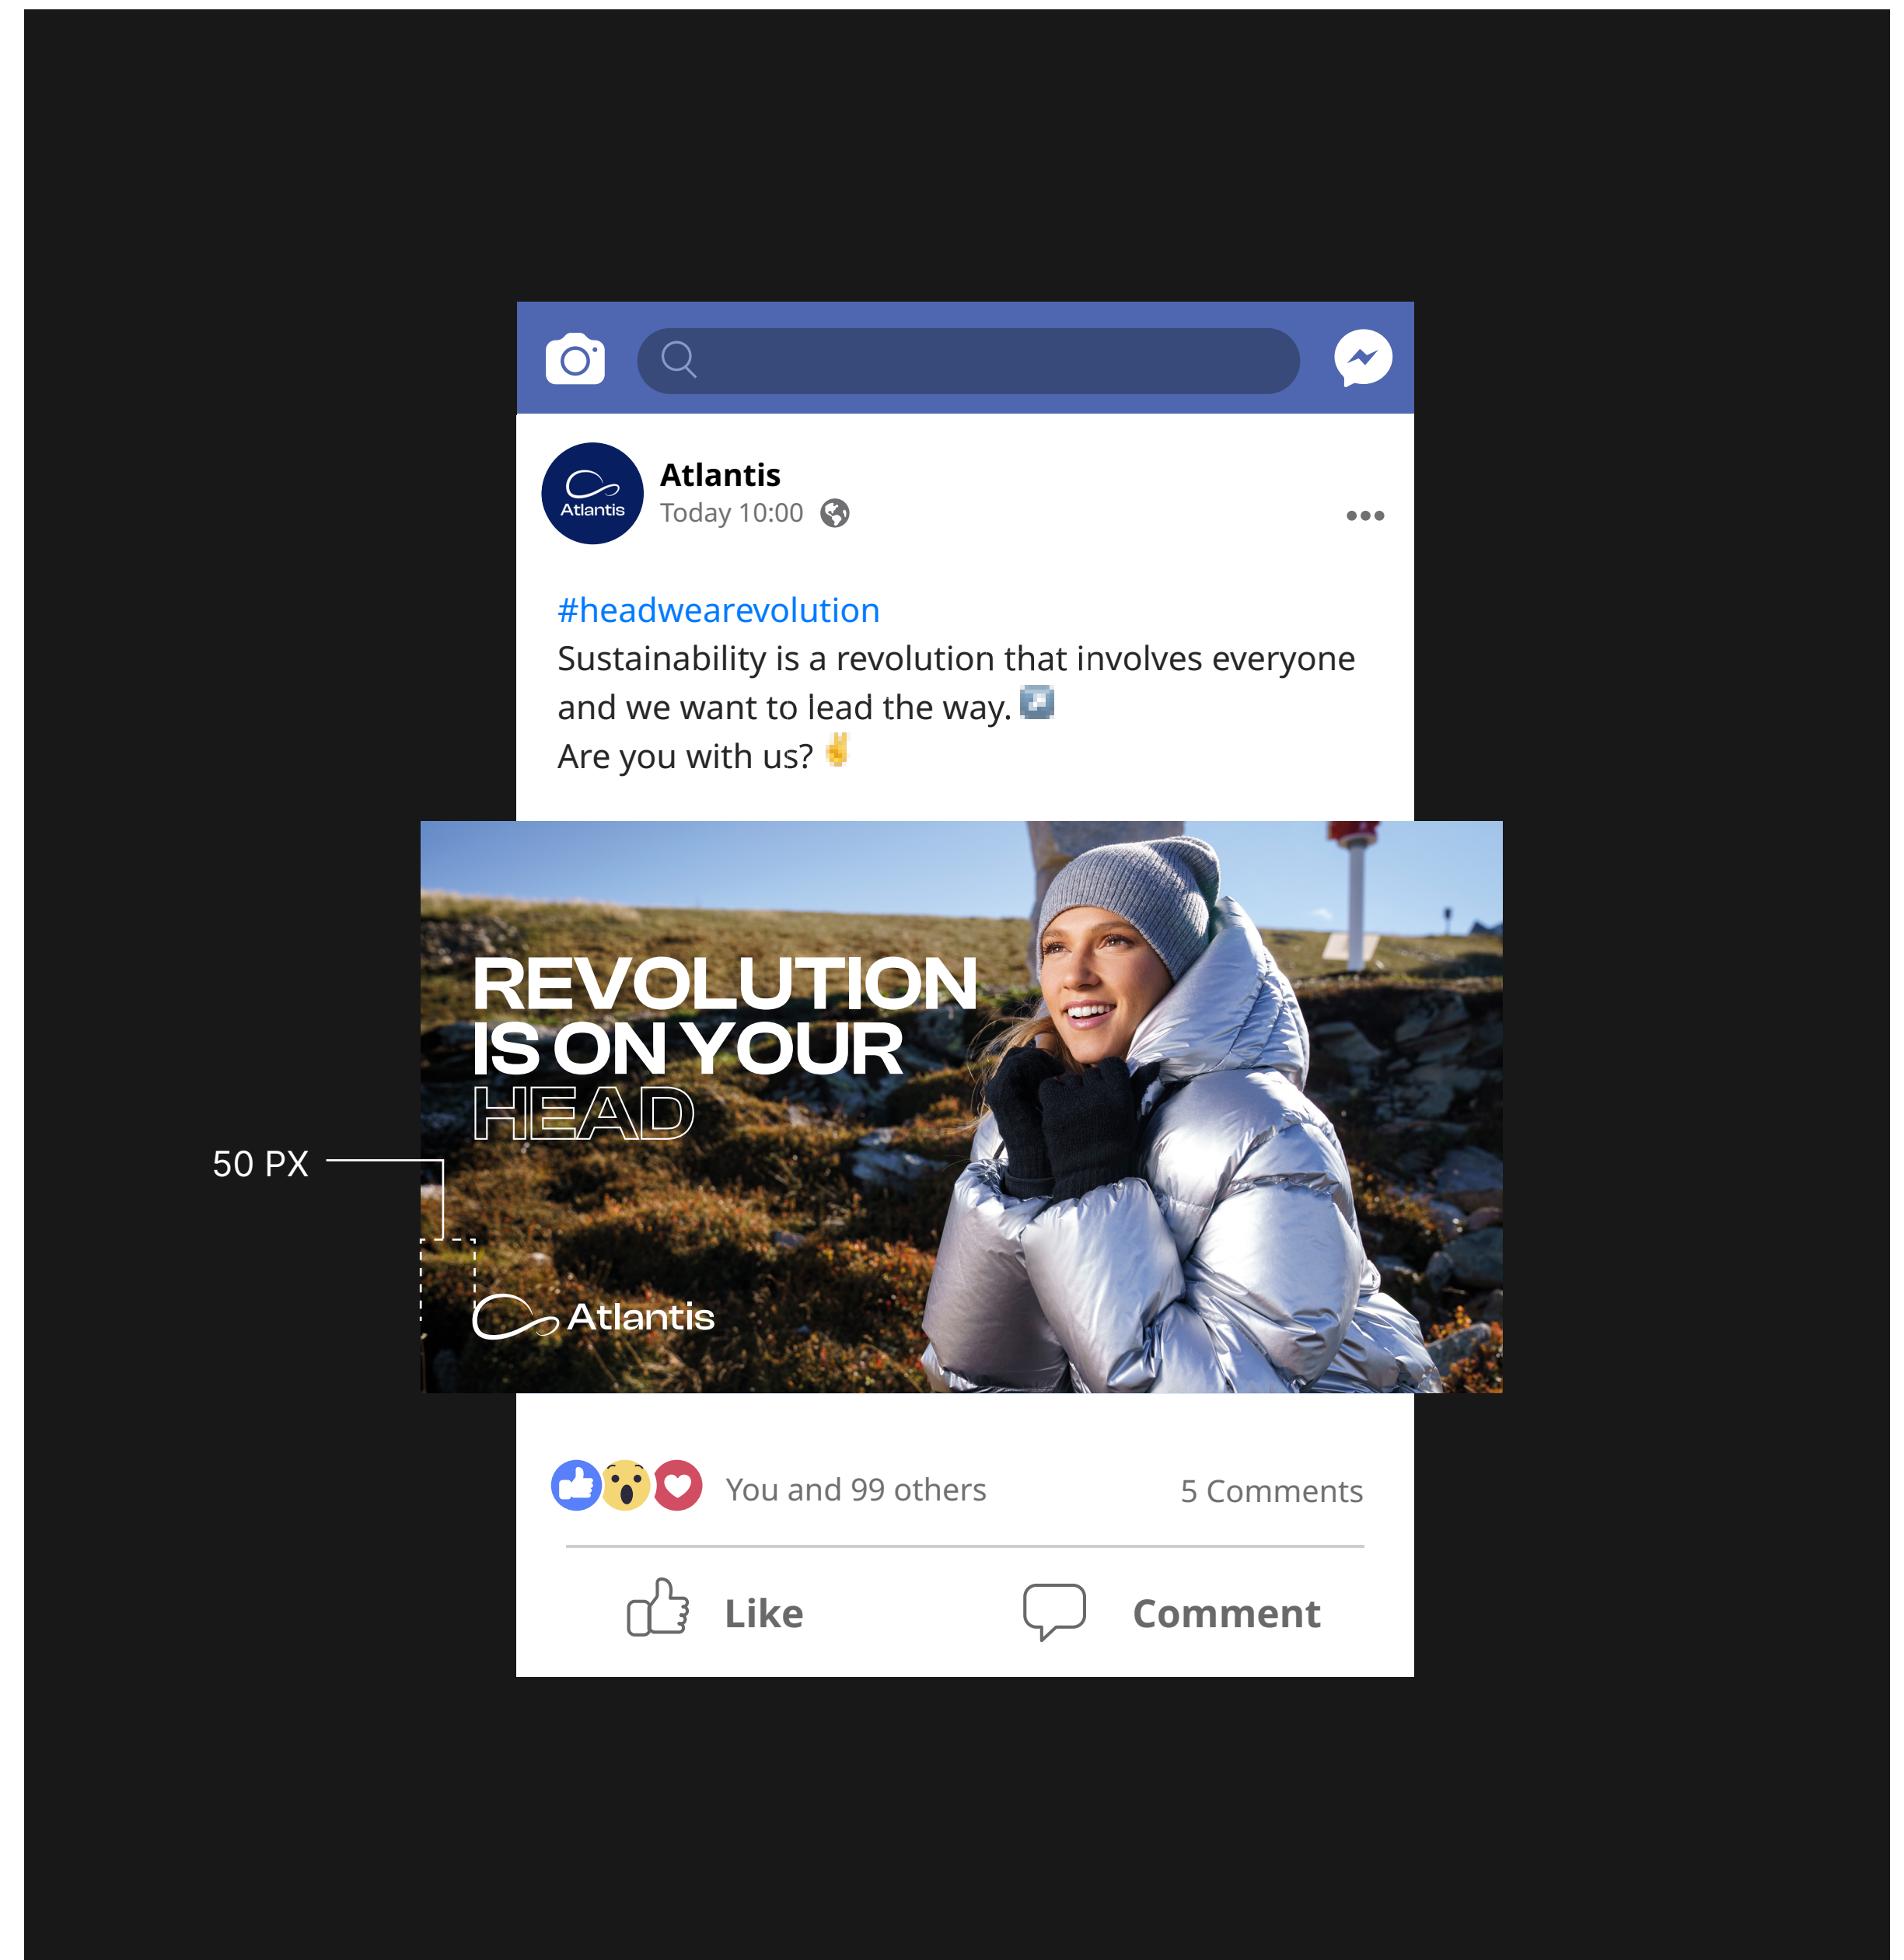 Atlantis
Atlantis
Today 10:00
#headwearevolution
Sustainability is a revolution that involves everyone
and we want to lead the way.
Are you with us? ✌
REVOLUTION
IS ON YOUR
HEAD
50 PX
Atlantis
You and 99 others
5 Comments
Like
Comment